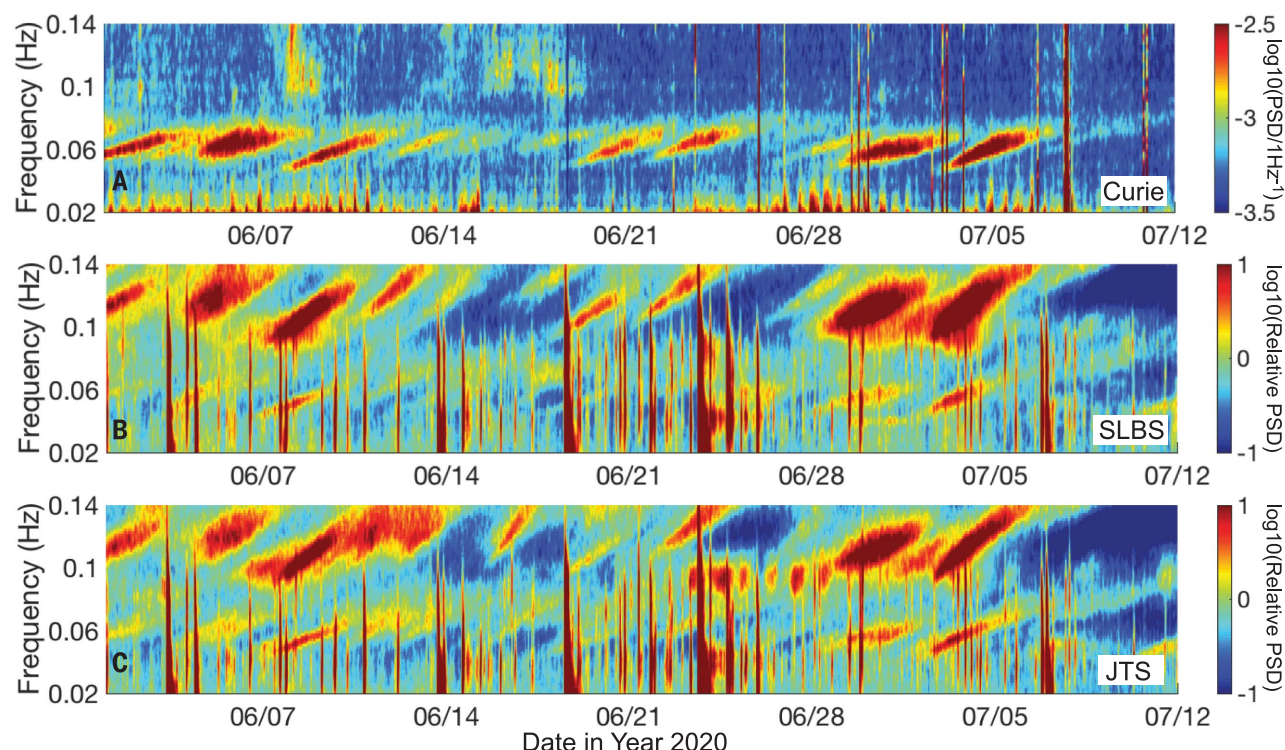 0.14
0.1
0.06
0.02
Frequency (Hz)
A
Curie
-2.5
-3
-3.5
log10(PSD/1Hz⁻¹)
06/07 06/14 06/21 06/28 07/05 07/12
0.14
0.1
0.06
0.02
Frequency (Hz)
B
SLBS
1
0
-1
log10(Relative PSD)
06/07 06/14 06/21 06/28 07/05 07/12
0.14
0.1
0.06
0.02
Frequency (Hz)
C
JTS
1
0
-1
log10(Relative PSD)
06/07 06/14 06/21 06/28 07/05 07/12
Date in Year 2020